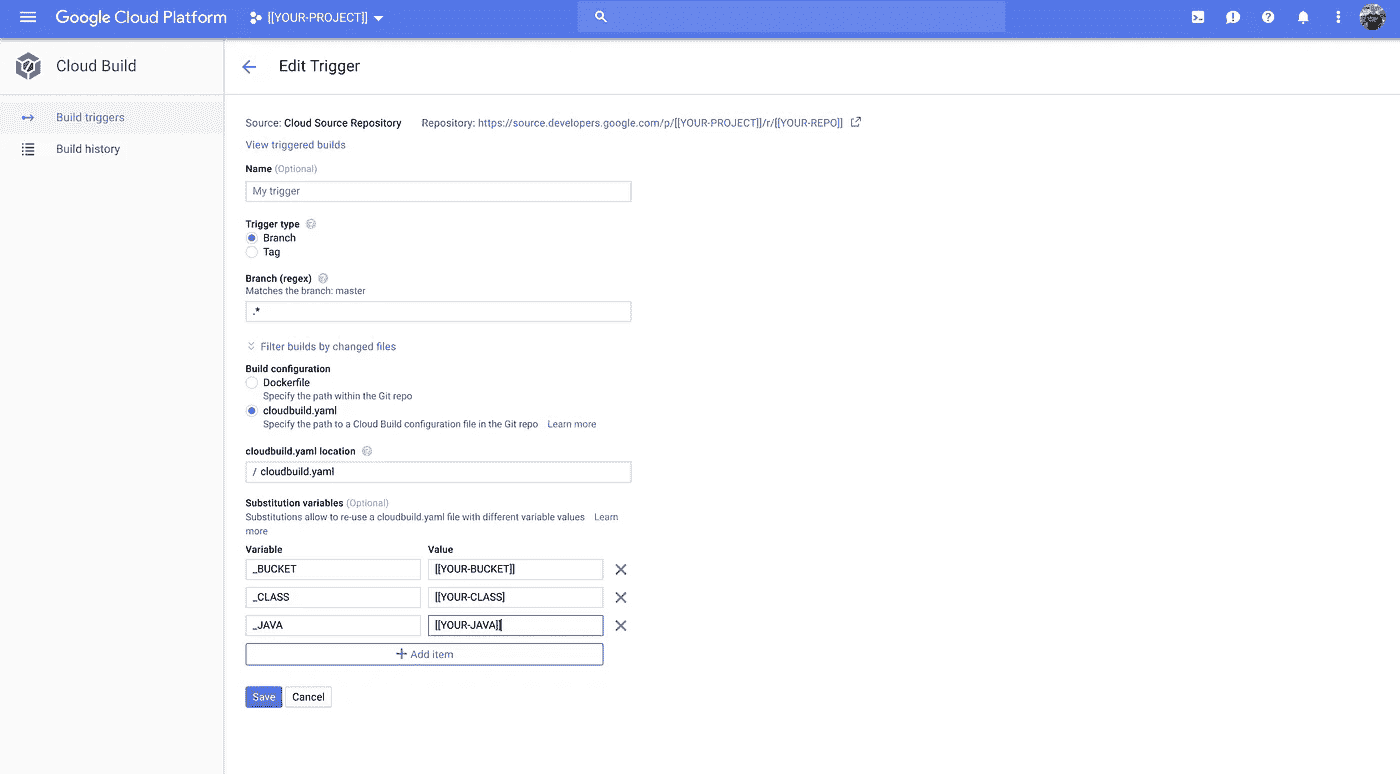 Google Cloud Platform
[[YOUR-PROJECT]]
Cloud Build
Edit Trigger
Build triggers
Build history
Source: Cloud Source Repository Repository: https://source.developers.google.com/p/[[YOUR-PROJECT]]/r/[[YOUR-REPO]]
View triggered builds
Name (Optional)
My trigger
Trigger type
Branch
Tag
Branch (regex)
Matches the branch: master
.*
Filter builds by changed files
Build configuration
Dockerfile
Specify the path within the Git repo
cloudbuild.yaml
Specify the path to a Cloud Build configuration file in the Git repo Learn more
cloudbuild.yaml location
/ cloudbuild.yaml
Substitution variables (Optional)
Substitutions allow to re-use a cloudbuild.yaml file with different variable values Learn
more
Variable Value
_BUCKET [[YOUR-BUCKET]]
_CLASS [[YOUR-CLASS]
_JAVA [[YOUR-JAVA]]
Add item
Save Cancel